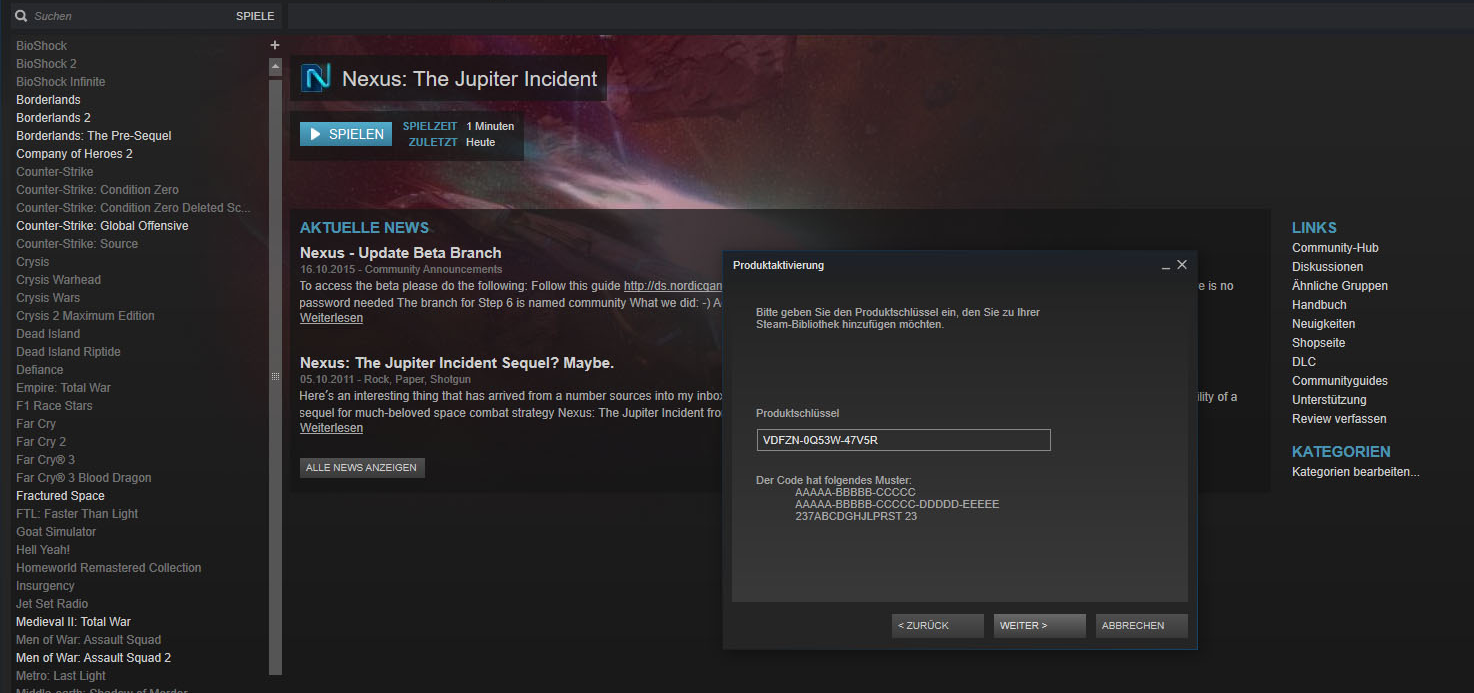 Suchen
SPIELE
BioShock
+
BioShock 2
BioShock Infinite
Borderlands
Borderlands 2
Borderlands: The Pre-Sequel
Company of Heroes 2
Counter-Strike
Counter-Strike: Condition Zero
Counter-Strike: Condition Zero Deleted Sc...
Counter-Strike: Global Offensive
Counter-Strike: Source
Crysis
Crysis Warhead
Crysis Wars
Crysis 2 Maximum Edition
Dead Island
Dead Island Riptide
Defiance
Empire: Total War
F1 Race Stars
Far Cry
Far Cry 2
Far Cry® 3
Far Cry® 3 Blood Dragon
Fractured Space
FTL: Faster Than Light
Goat Simulator
Hell Yeah!
Homeworld Remastered Collection
Insurgency
Jet Set Radio
Medieval II: Total War
Men of War: Assault Squad
Men of War: Assault Squad 2
Metro: Last Light
Middle-earth: Shadow of Mordor
Nexus: The Jupiter Incident
SPIELEN
SPIELZEIT 1 Minuten
ZULETZT Heute
AKTUELLE NEWS
Nexus - Update Beta Branch
16.10.2015 - Community Announcements
To access the beta please do the following: Follow this guide http://ds.nordicgan
e is no
password needed The branch for Step 6 is named community What we did: -) A
Weiterlesen
Nexus: The Jupiter Incident Sequel? Maybe.
05.10.2011 - Rock, Paper, Shotgun
Here's an interesting thing that has arrived from a number sources into my inbox
ility of a
sequel for much-beloved space combat strategy Nexus: The Jupiter Incident fro
Weiterlesen
ALLE NEWS ANZEIGEN
Produktaktivierung
Bitte geben Sie den Produktschlüssel ein, den Sie zu Ihrer
Steam-Bibliothek hinzufügen möchten.
Produktschlüssel
VDFZN-0Q53W-47V5R
Der Code hat folgendes Muster:
AAAAA-BBBBB-CCCCC
AAAAA-BBBBB-CCCCC-DDDDD-EEEEE
237ABCDGHJLPRST 23
< ZURÜCK
WEITER >
ABBRECHEN
LINKS
Community-Hub
Diskussionen
Ähnliche Gruppen
Handbuch
Neuigkeiten
Shopseite
DLC
Communityguides
Unterstützung
Review verfassen
KATEGORIEN
Kategorien bearbeiten...